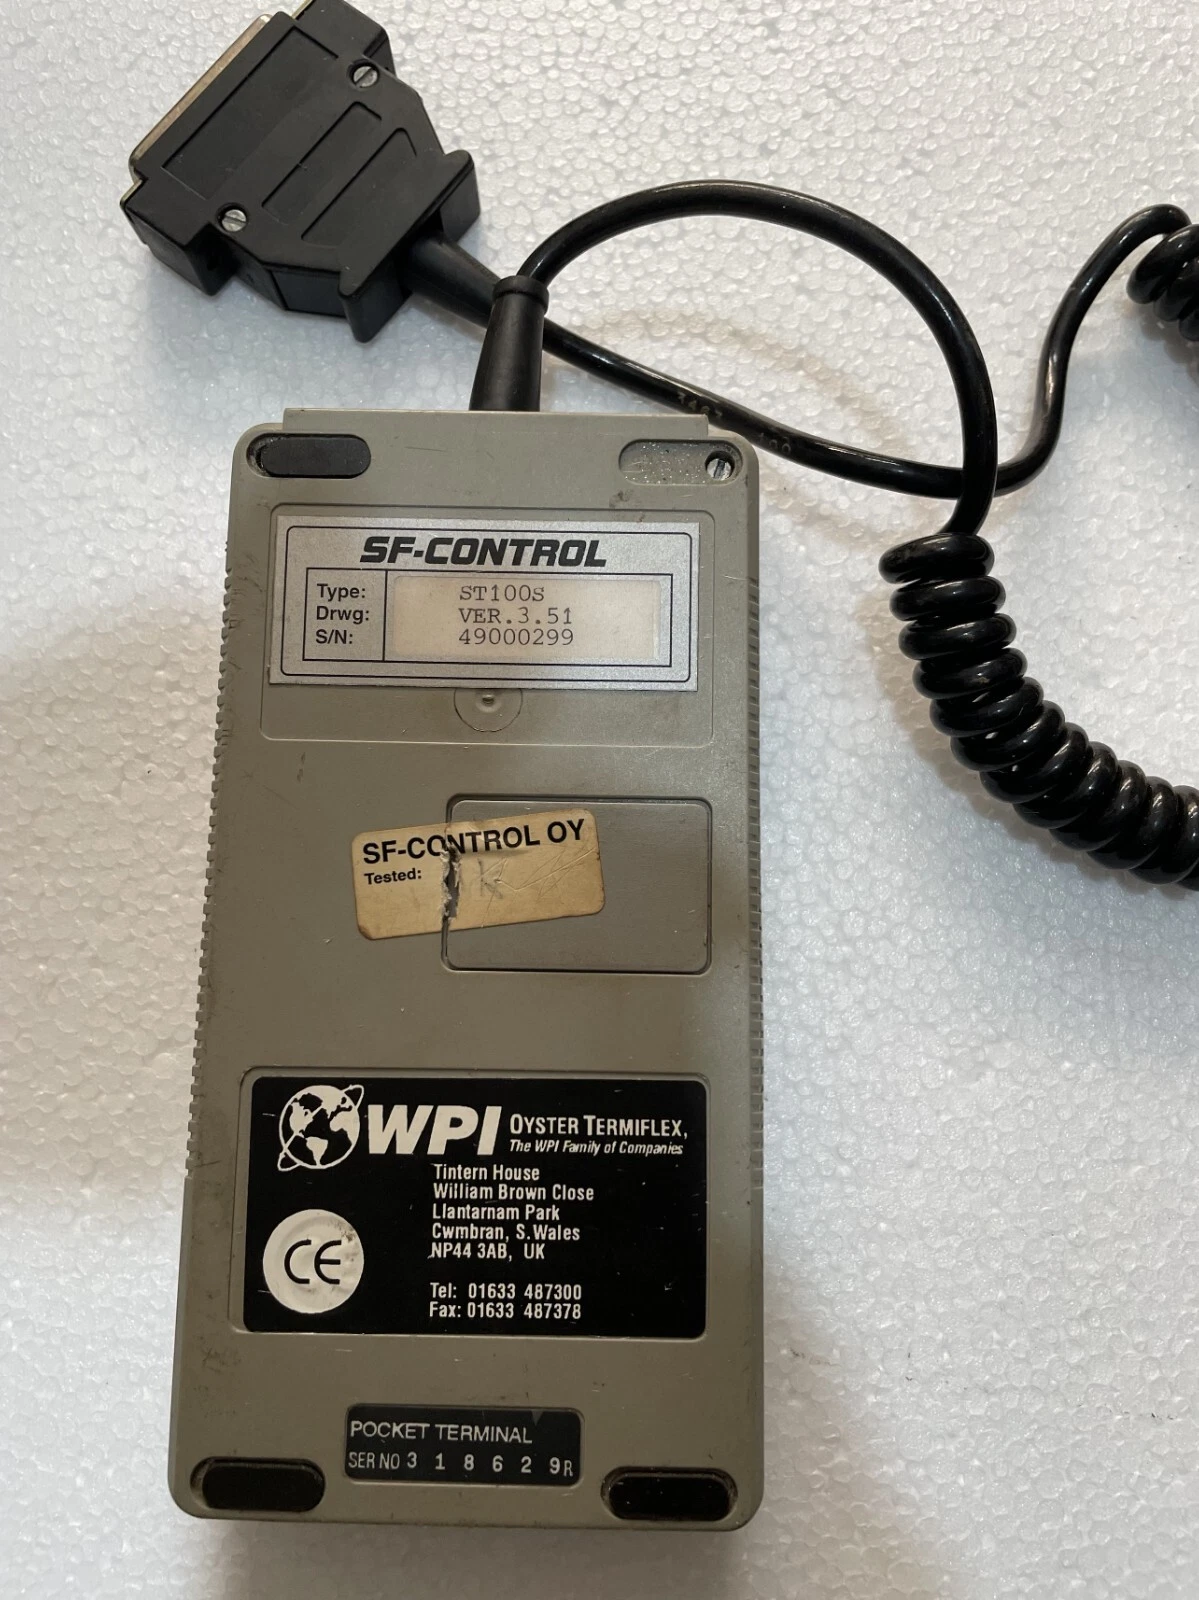 SF-CONTROL
Type: ST100S
Drwg: VER.3.51
S/N: 49000299
SF-CONTROL OY
Tested:
WPI OYSTER TERMIFLEX,
The WPI Family of Companies
Tintern House
William Brown Close
Llantarnam Park
Cwmbran, S.Wales
NP44 3AB, UK
Tel: 01633 487300
Fax: 01633 487378
CE
POCKET TERMINAL
SER NO 3 1 8 6 2 9R